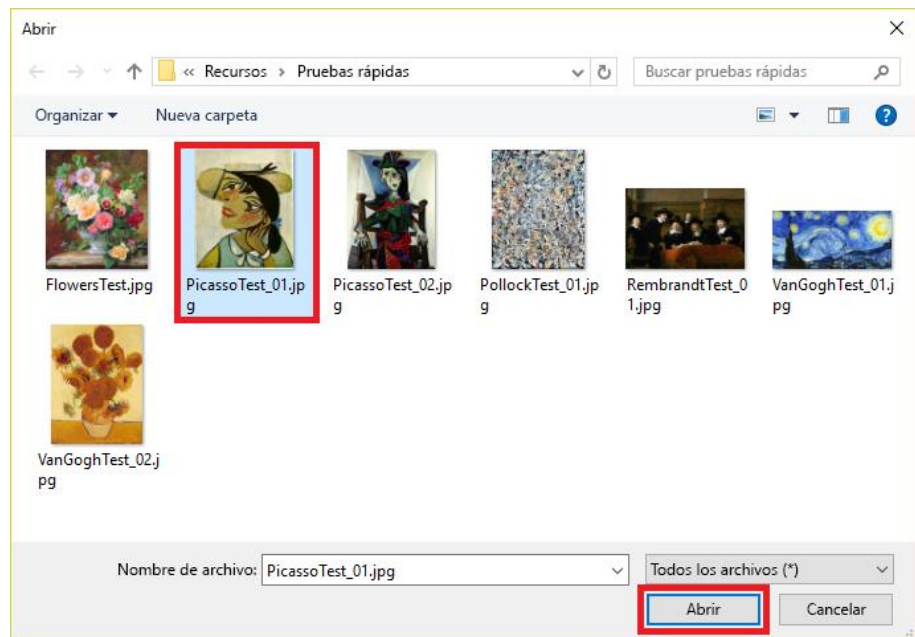 Abrir
« Recursos > Pruebas rápidas
Buscar pruebas rápidas
Organizar
Nueva carpeta
?
FlowersTest.jpg
PicassoTest_01.jp
g
PicassoTest_02.jp
g
PollockTest_01.jp
g
RembrandtTest_0
1.jpg
VanGoghTest_01.j
pg
VanGoghTest_02.j
pg
Nombre de archivo: PicassoTest_01.jpg
Todos los archivos (*)
Abrir
Cancelar